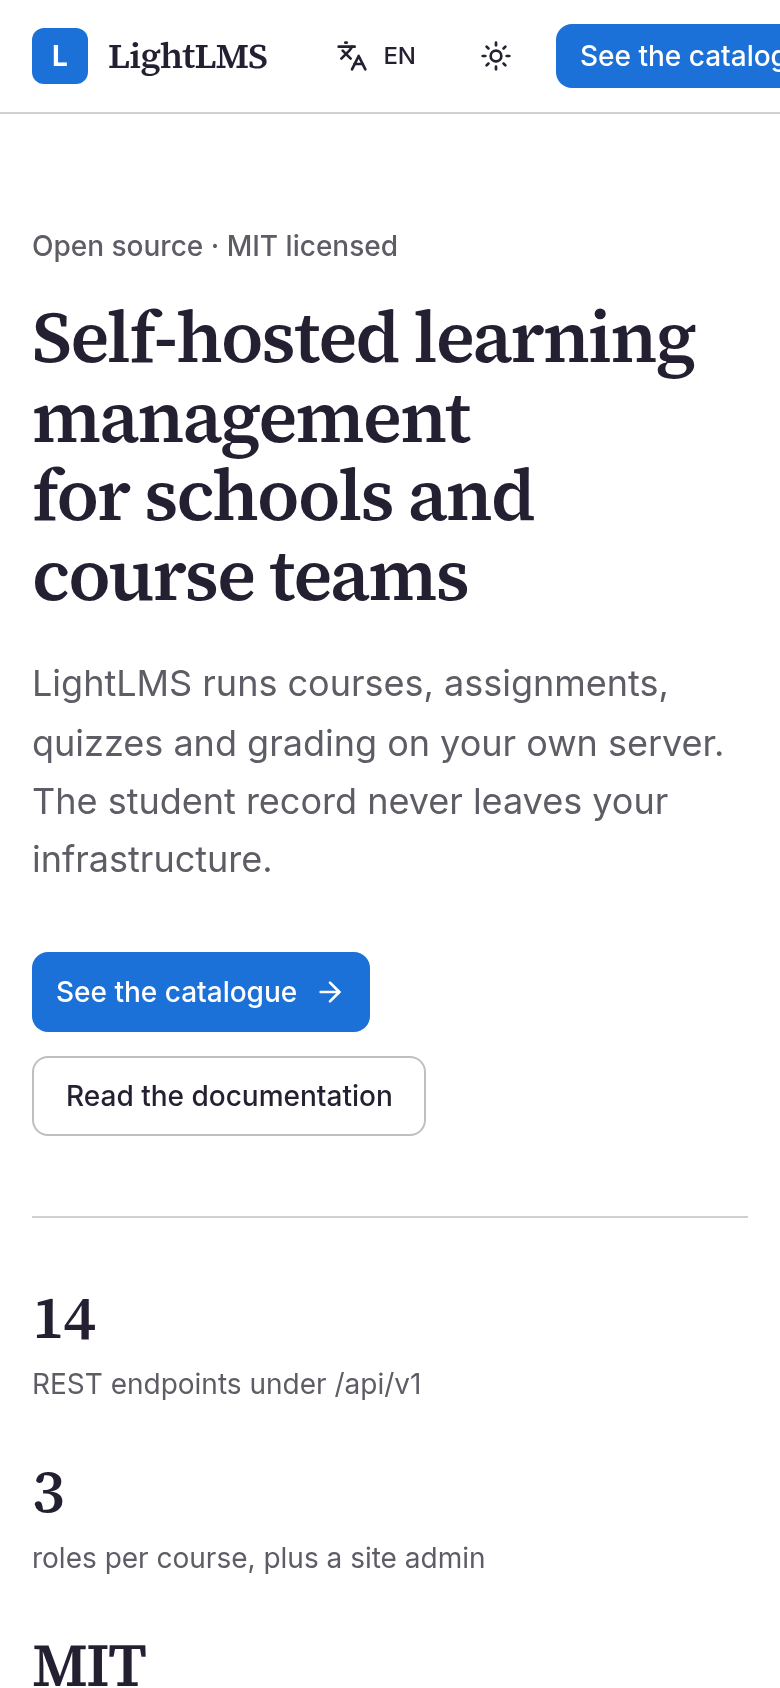 L LightLMS EN See the catalog
Open source · MIT licensed
Self-hosted learning
management
for schools and
course teams
LightLMS runs courses, assignments,
quizzes and grading on your own server.
The student record never leaves your
infrastructure.
See the catalogue →
Read the documentation
14
REST endpoints under /api/v1
3
roles per course, plus a site admin
MIT